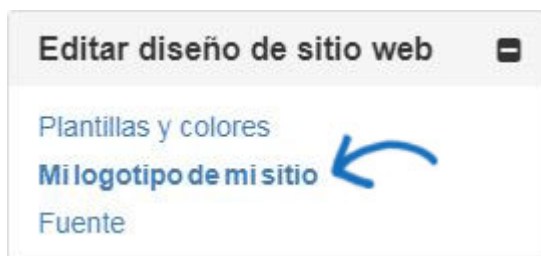 Editar diseño de sitio web
Plantillas y colores
Mi logotipo de mi sitio
Fuente